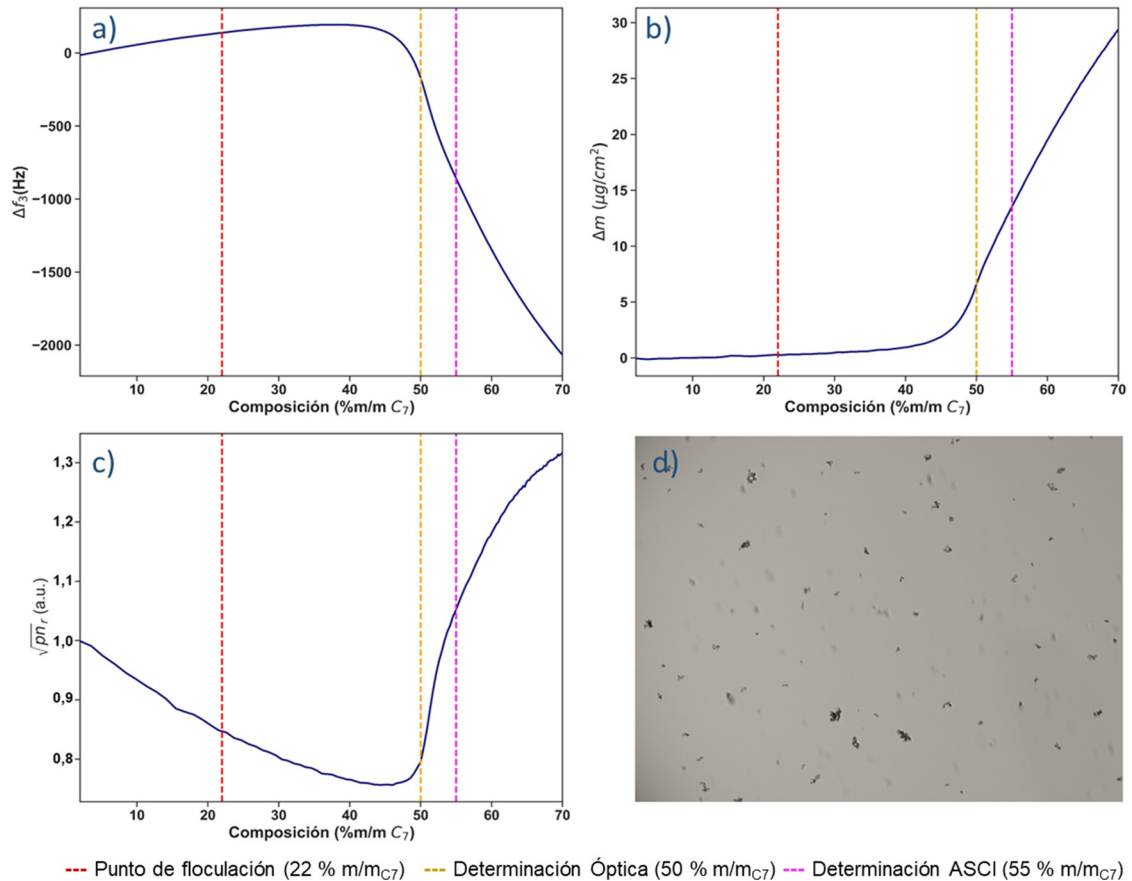 a)
0
−500
−1000
−1500
−2000
Δf₃(Hz)
10 20 30 40 50 60 70
Composición (%m/m C₇)
b)
30
25
20
15
10
5
0
Δm (μg/cm²)
10 20 30 40 50 60 70
Composición (%m/m C₇)
c)
1,3
1,2
1,1
1,0
0,9
0,8
√pnᵣ (a.u.)
10 20 30 40 50 60 70
Composición (%m/m C₇)
d)
Punto de floculación (22 % m/m_C7) Determinación Óptica (50 % m/m_C7) Determinación ASCI (55 % m/m_C7)